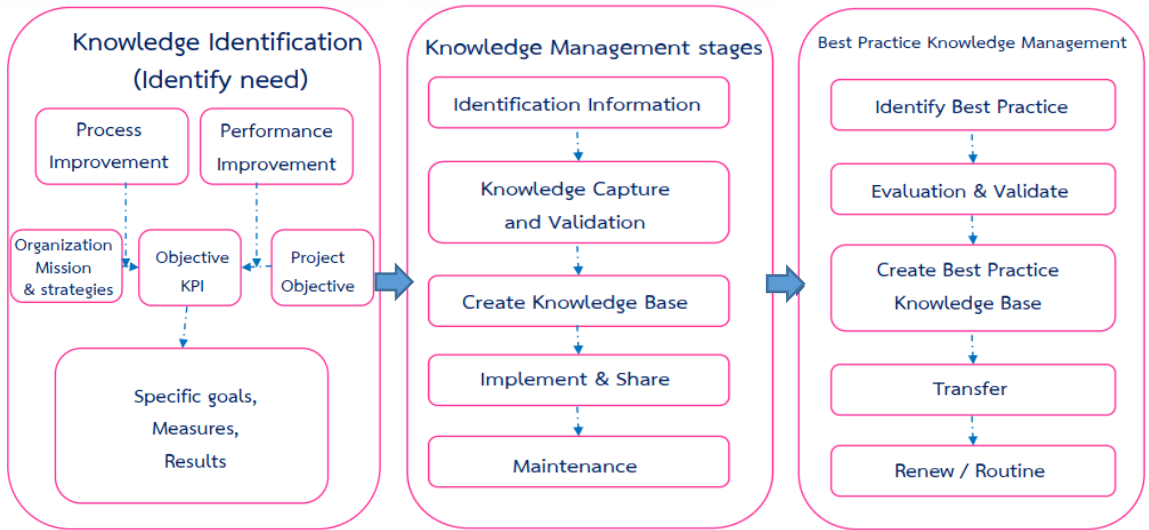 Knowledge Identification
(Identify need)
Process
Improvement
Performance
Improvement
Organization
Mission
& strategies
Objective
KPI
Project
Objective
Specific goals,
Measures,
Results
Knowledge Management stages
Identification Information
Knowledge Capture
and Validation
Create Knowledge Base
Implement & Share
Maintenance
Best Practice Knowledge Management
Identify Best Practice
Evaluation & Validate
Create Best Practice
Knowledge Base
Transfer
Renew / Routine